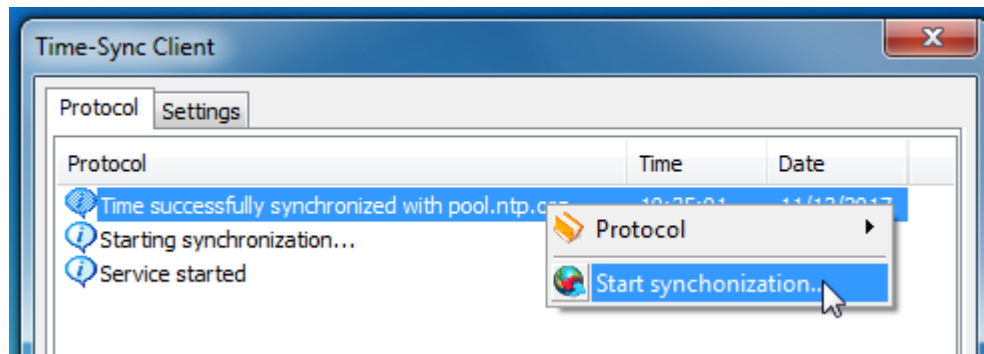 Time-Sync Client
Protocol Settings
Protocol Time Date
Time successfully synchronized with pool.ntp.org
Starting synchronization...
Service started
Protocol
Start synchonization...